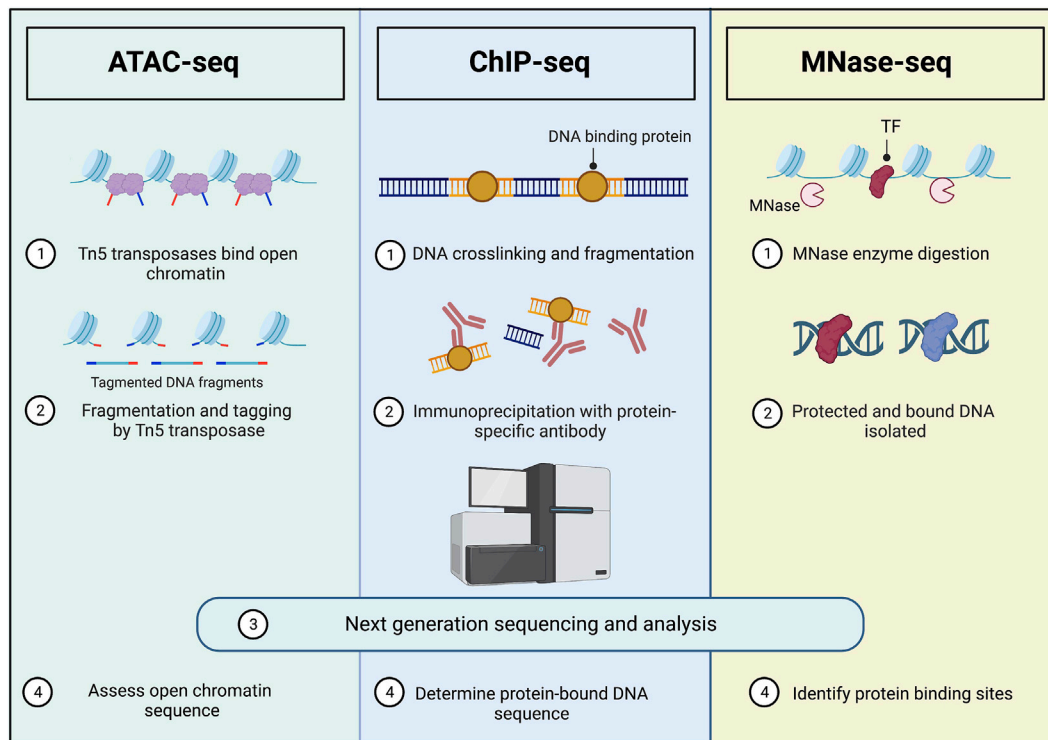 ATAC-seq
1
Tn5 transposases bind open
chromatin
Tagmented DNA fragments
2
Fragmentation and tagging
by Tn5 transposase
ChIP-seq
DNA binding protein
1
DNA crosslinking and fragmentation
2
Immunoprecipitation with protein-
specific antibody
MNase-seq
TF
MNase
1
MNase enzyme digestion
2
Protected and bound DNA
isolated
3
Next generation sequencing and analysis
4
Assess open chromatin
sequence
4
Determine protein-bound DNA
sequence
4
Identify protein binding sites